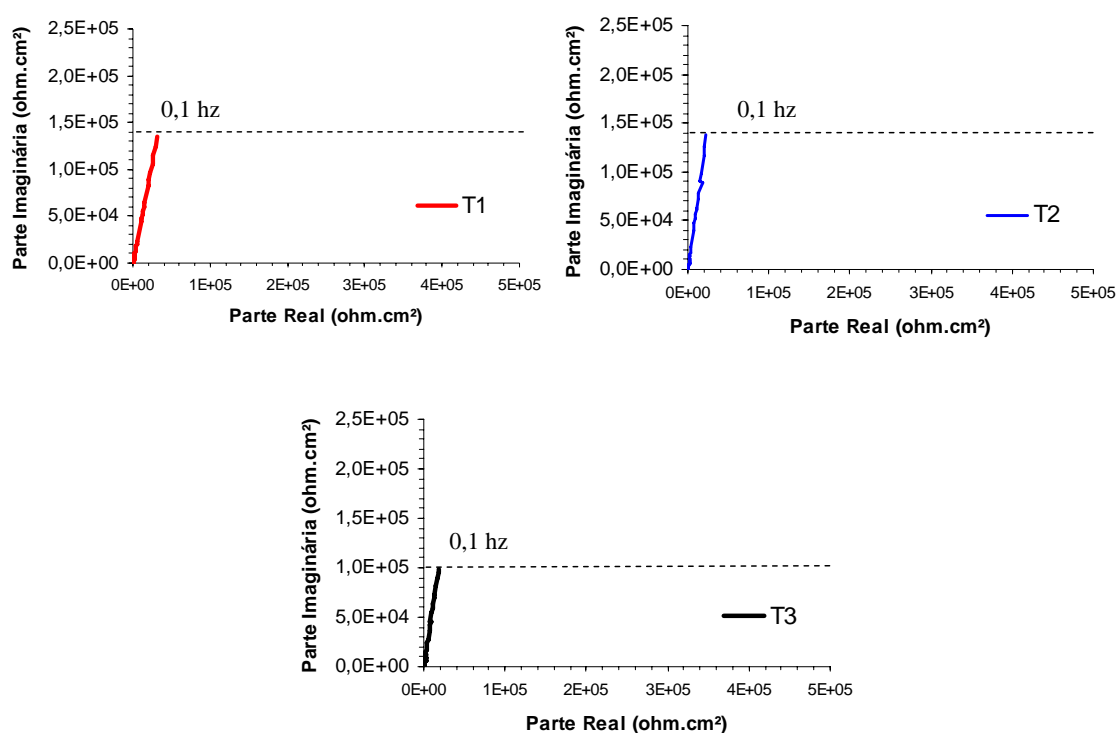 Parte Imaginária (ohm.cm²)
2,5E+05
2,0E+05
1,5E+05
1,0E+05
5,0E+04
0,0E+00
0,1 hz
T1
0E+00 1E+05 2E+05 3E+05 4E+05 5E+05
Parte Real (ohm.cm²)
Parte Imaginária (ohm.cm²)
2,5E+05
2,0E+05
1,5E+05
1,0E+05
5,0E+04
0,0E+00
0,1 hz
T2
0E+00 1E+05 2E+05 3E+05 4E+05 5E+05
Parte Real (ohm.cm²)
Parte Imaginária (ohm.cm²)
2,5E+05
2,0E+05
1,5E+05
1,0E+05
5,0E+04
0,0E+00
0,1 hz
T3
0E+00 1E+05 2E+05 3E+05 4E+05 5E+05
Parte Real (ohm.cm²)